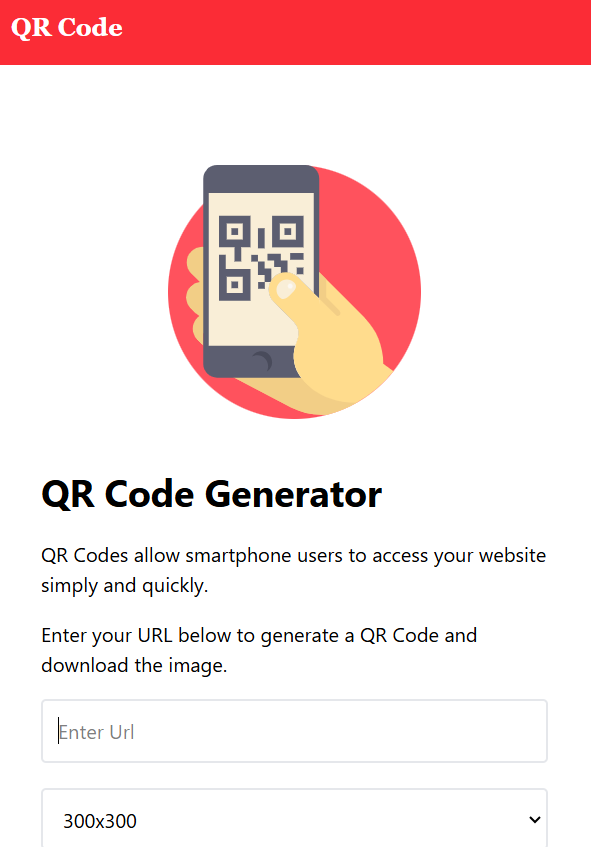 QR Code
QR Code Generator
QR Codes allow smartphone users to access your website
simply and quickly.
Enter your URL below to generate a QR Code and
download the image.
Enter Url
300x300